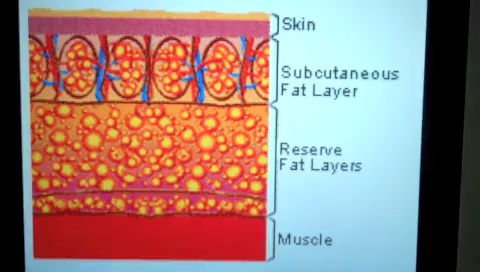 Skin
Subcutaneous
Fat Layer
Reserve
Fat Layers
Muscle